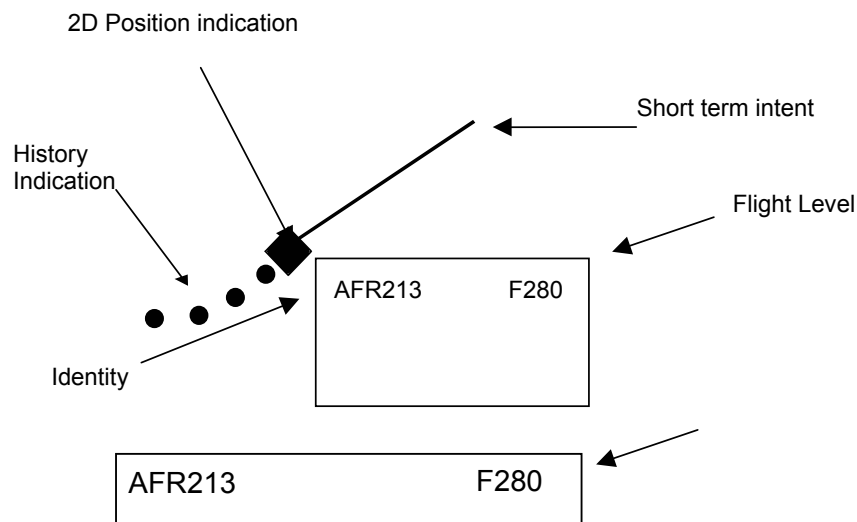 2D Position indication
Short term intent
History
Indication
Flight Level
AFR213 F280
Identity
AFR213 F280